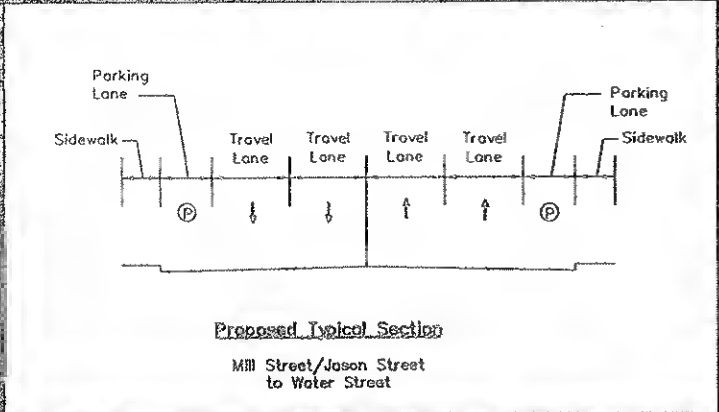 Parking
Lane
Parking
Lane
Sidewalk
Travel
Lane
Travel
Lane
Travel
Lane
Travel
Lane
Sidewalk
P
P
Proposed Typical Section
Mill Street/Jason Street
to Water Street